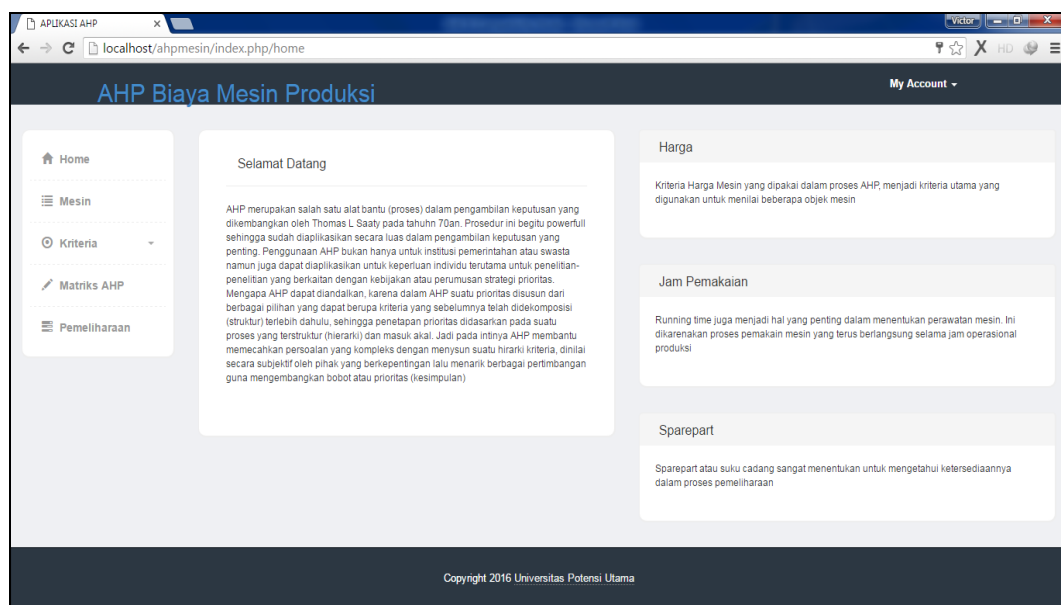 APLIKASI AHP
Victor
localhost/ahpmesin/index.php/home
HD
AHP Biaya Mesin Produksi
My Account
Home
Mesin
Kriteria
Matriks AHP
Pemeliharaan
Selamat Datang
AHP merupakan salah satu alat bantu (proses) dalam pengambilan keputusan yang
dikembangkan oleh Thomas L Saaty pada tahuhn 70an. Prosedur ini begitu powerfull
sehingga sudah diaplikasikan secara luas dalam pengambilan keputusan yang
penting. Penggunaan AHP bukan hanya untuk institusi pemerintahan atau swasta
namun juga dapat diaplikasikan untuk keperluan individu terutama untuk penelitian-
penelitian yang berkaitan dengan kebijakan atau perumusan strategi prioritas.
Mengapa AHP dapat diandalkan, karena dalam AHP suatu prioritas disusun dari
berbagai pilihan yang dapat berupa kriteria yang sebelumnya telah didekomposisi
(struktur) terlebih dahulu, sehingga penetapan prioritas didasarkan pada suatu
proses yang terstruktur (hierarki) dan masuk akal. Jadi pada intinya AHP membantu
memecahkan persoalan yang kompleks dengan menysun suatu hirarki kriteria, dinilai
secara subjektif oleh pihak yang berkepentingan lalu menarik berbagai pertimbangan
guna mengembangkan bobot atau prioritas (kesimpulan)
Harga
Kriteria Harga Mesin yang dipakai dalam proses AHP, menjadi kriteria utama yang
digunakan untuk menilai beberapa objek mesin
Jam Pemakaian
Running time juga menjadi hal yang penting dalam menentukan perawatan mesin. Ini
dikarenakan proses pemakain mesin yang terus berlangsung selama jam operasional
produksi
Sparepart
Sparepart atau suku cadang sangat menentukan untuk mengetahui ketersediaannya
dalam proses pemeliharaan
Copyright 2016 Universitas Potensi Utama